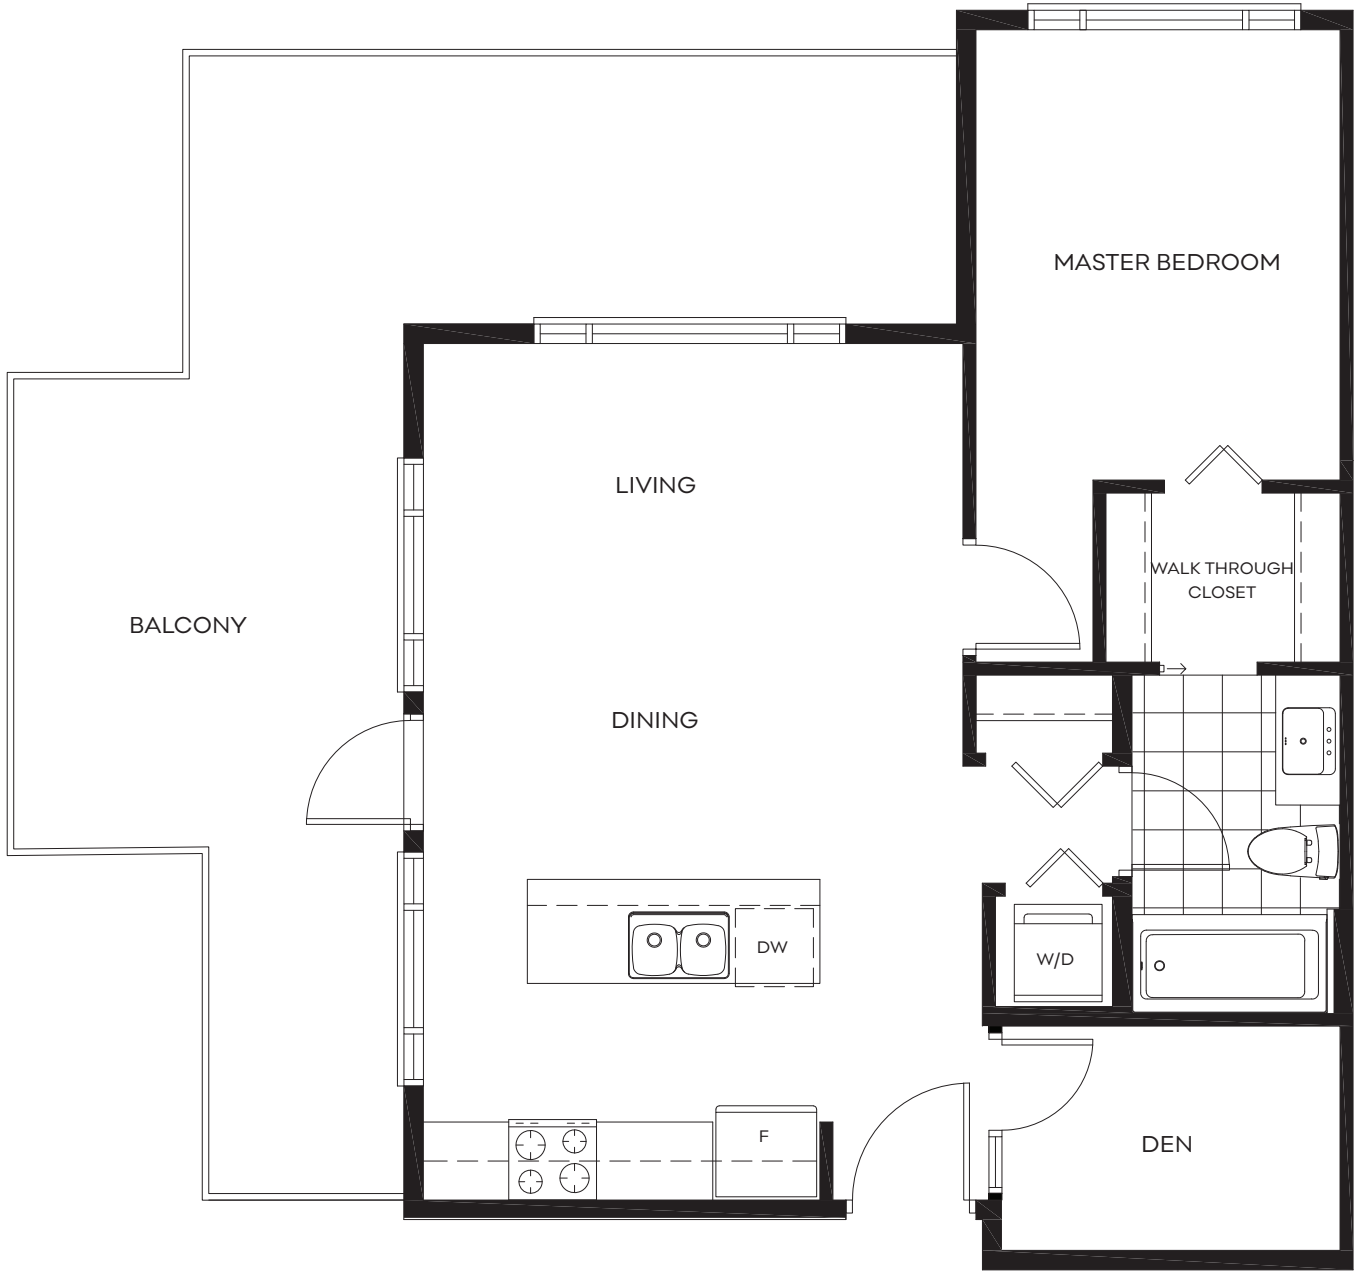 MASTER BEDROOM
LIVING
WALK THROUGH
CLOSET
BALCONY
DINING
DW
W/D
F
DEN